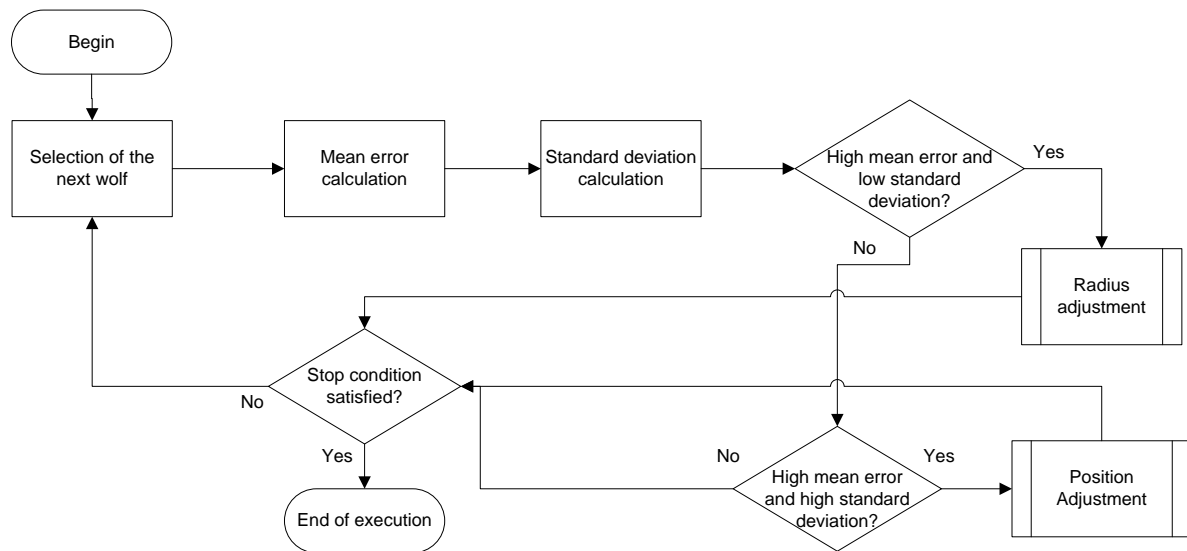 Begin
Selection of the
next wolf
Mean error
calculation
Standard deviation
calculation
High mean error and
low standard
deviation?
Yes
No
Radius
adjustment
Stop condition
satisfied?
No
Yes
End of execution
No
High mean error
and high standard
deviation?
Yes
Position
Adjustment